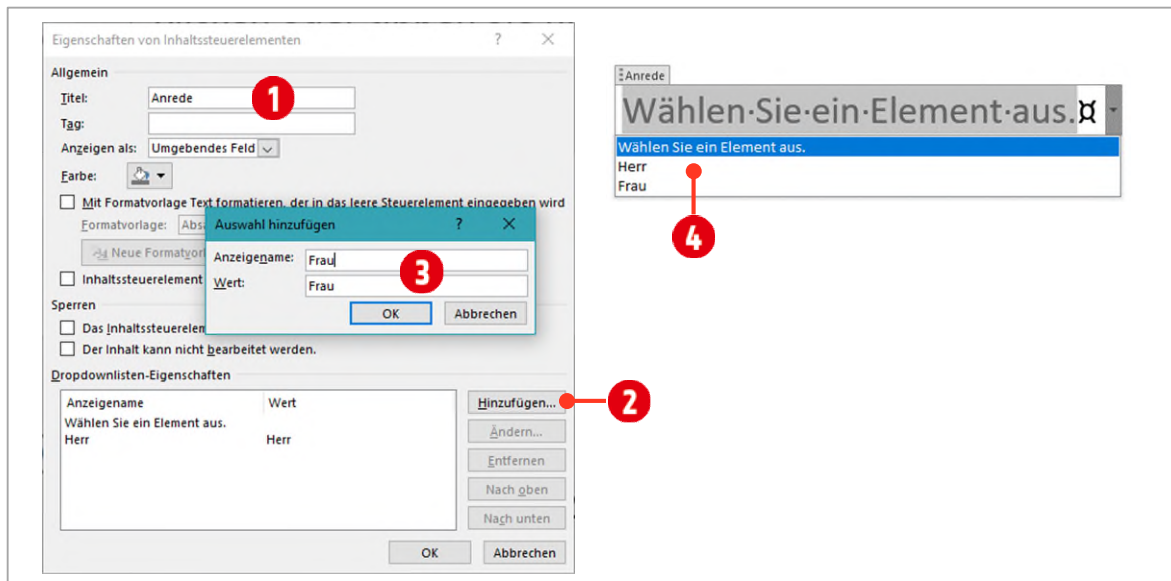 Eigenschaften von Inhaltssteuerelementen ? ×
Allgemein
Titel: Anrede 1
Tag:
Anzeigen als: Umgebendes Feld
Farbe:
Mit Formatvorlage Text formatieren, der in das leere Steuerelement eingegeben wird
Formatvorlage: Absa
Neue Formatvorl
Inhaltssteuerelement
Sperren
Das Inhaltssteuerelem
Der Inhalt kann nicht bearbeitet werden.
Dropdownlisten-Eigenschaften
Anzeigename Wert
Wählen Sie ein Element aus.
Herr Herr
Hinzufügen... 2
Ändern...
Entfernen
Nach oben
Nach unten
OK Abbrechen
Auswahl hinzufügen ? ×
Anzeigename: Frau
3
Wert: Frau
OK Abbrechen
Anrede
Wählen·Sie·ein·Element·aus.¤
Wählen Sie ein Element aus.
Herr
Frau
4